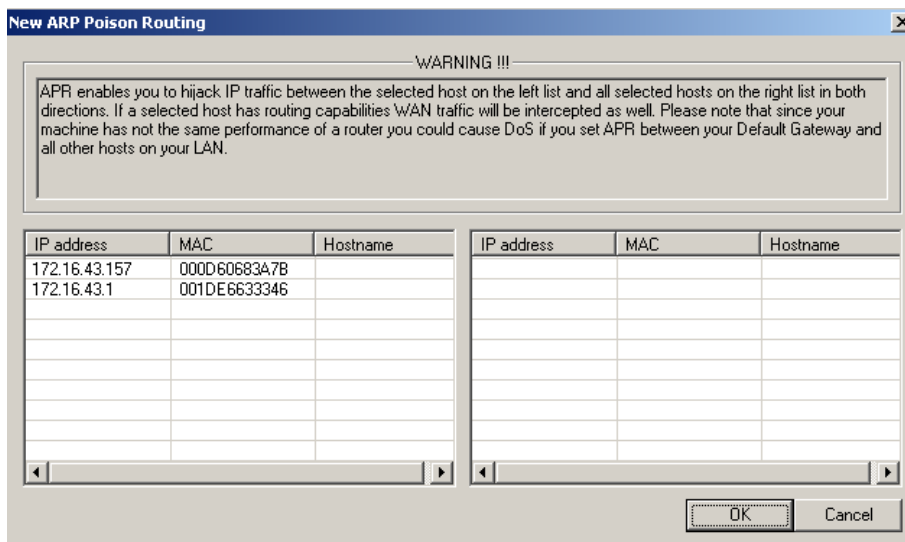 New ARP Poison Routing
WARNING !!!
APR enables you to hijack IP traffic between the selected host on the left list and all selected hosts on the right list in both
directions. If a selected host has routing capabilities WAN traffic will be intercepted as well. Please note that since your
machine has not the same performance of a router you could cause DoS if you set APR between your Default Gateway and
all other hosts on your LAN.
IP address MAC Hostname IP address MAC Hostname
172.16.43.157 000D60683A7B
172.16.43.1 001DE6633346
OK Cancel